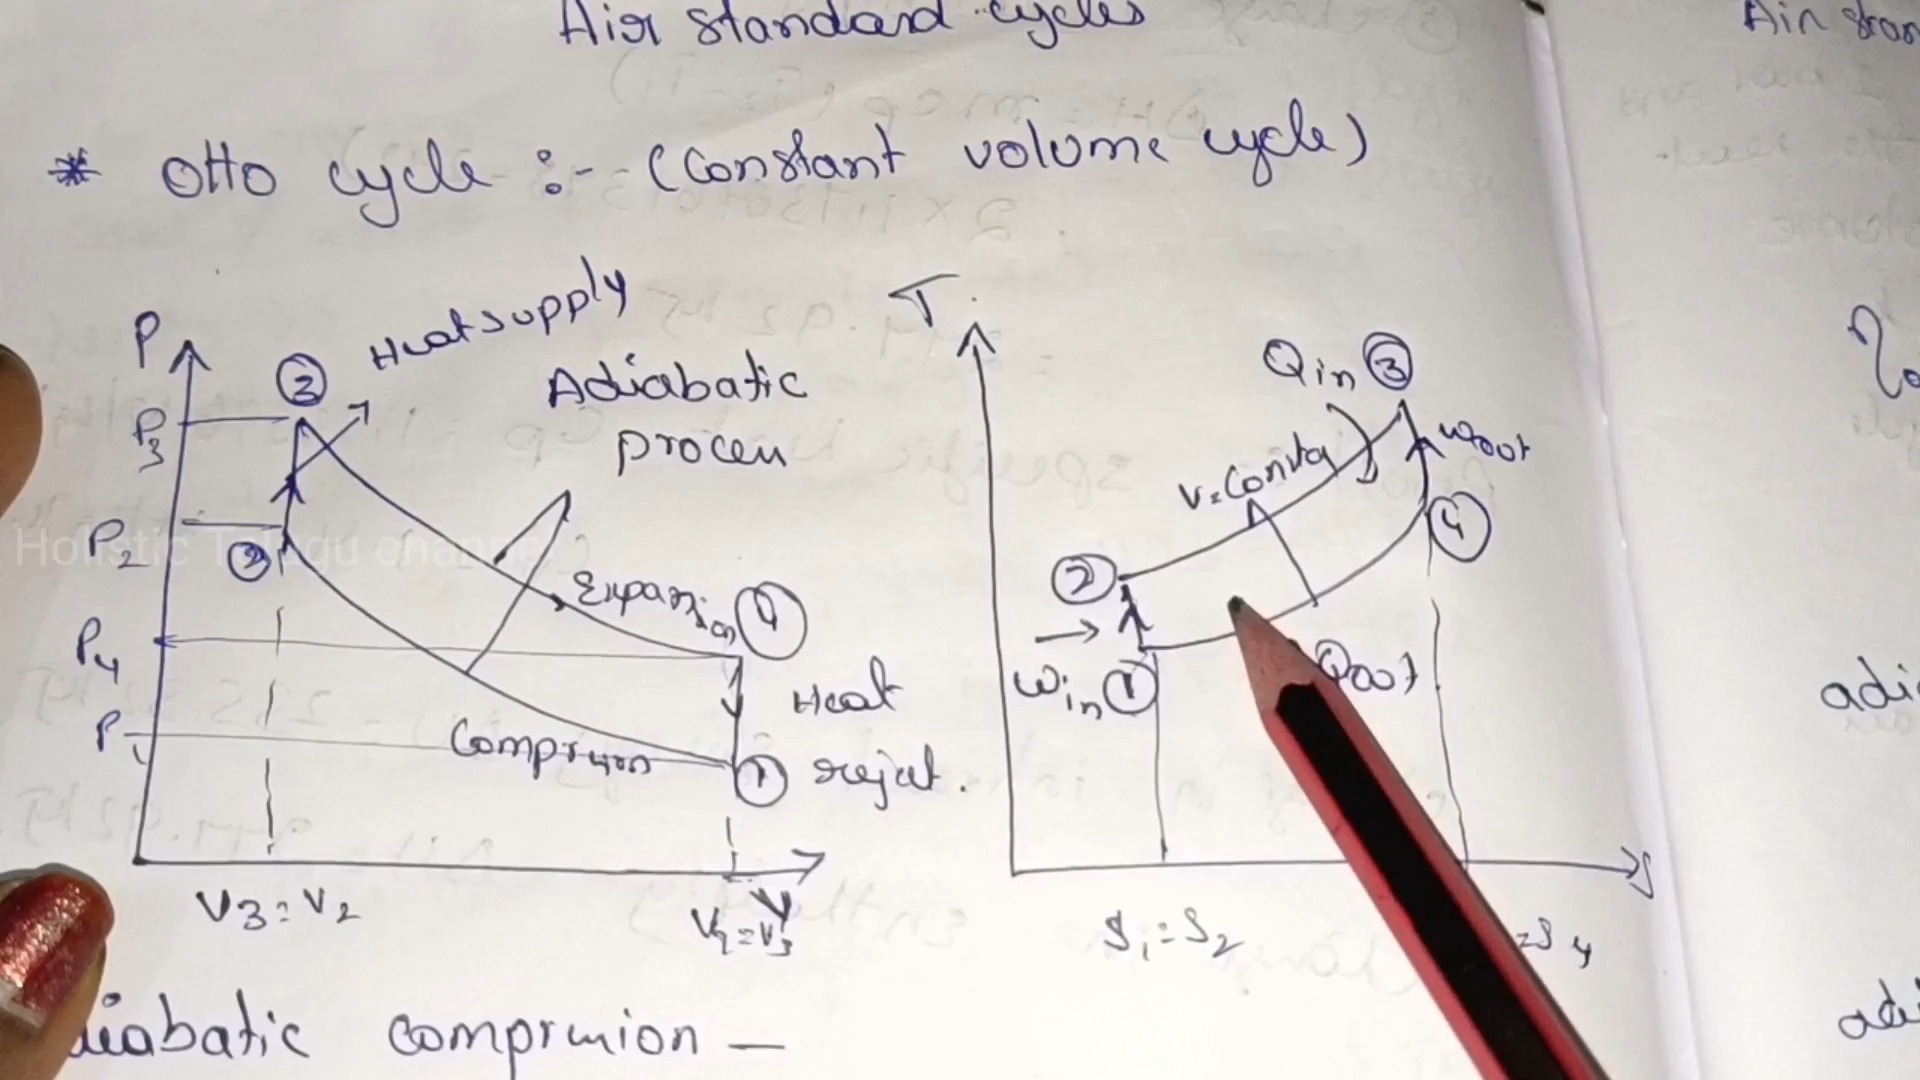 Air standard cycles
Air stan
* Otto cycle :- (Constant volume cycle)
P
Heat supply
Adiabatic
process
P3
3
P2
2
Holistic Telugu channel
Expansion
4
P4
Heat
reject.
P1
Compression
1
V3=V2
V
T
Qin 3
Wout
V=Consta
4
2
Win 1
Qout
S
S1=S2
=S4
η
adi
adiabatic compression —
adi